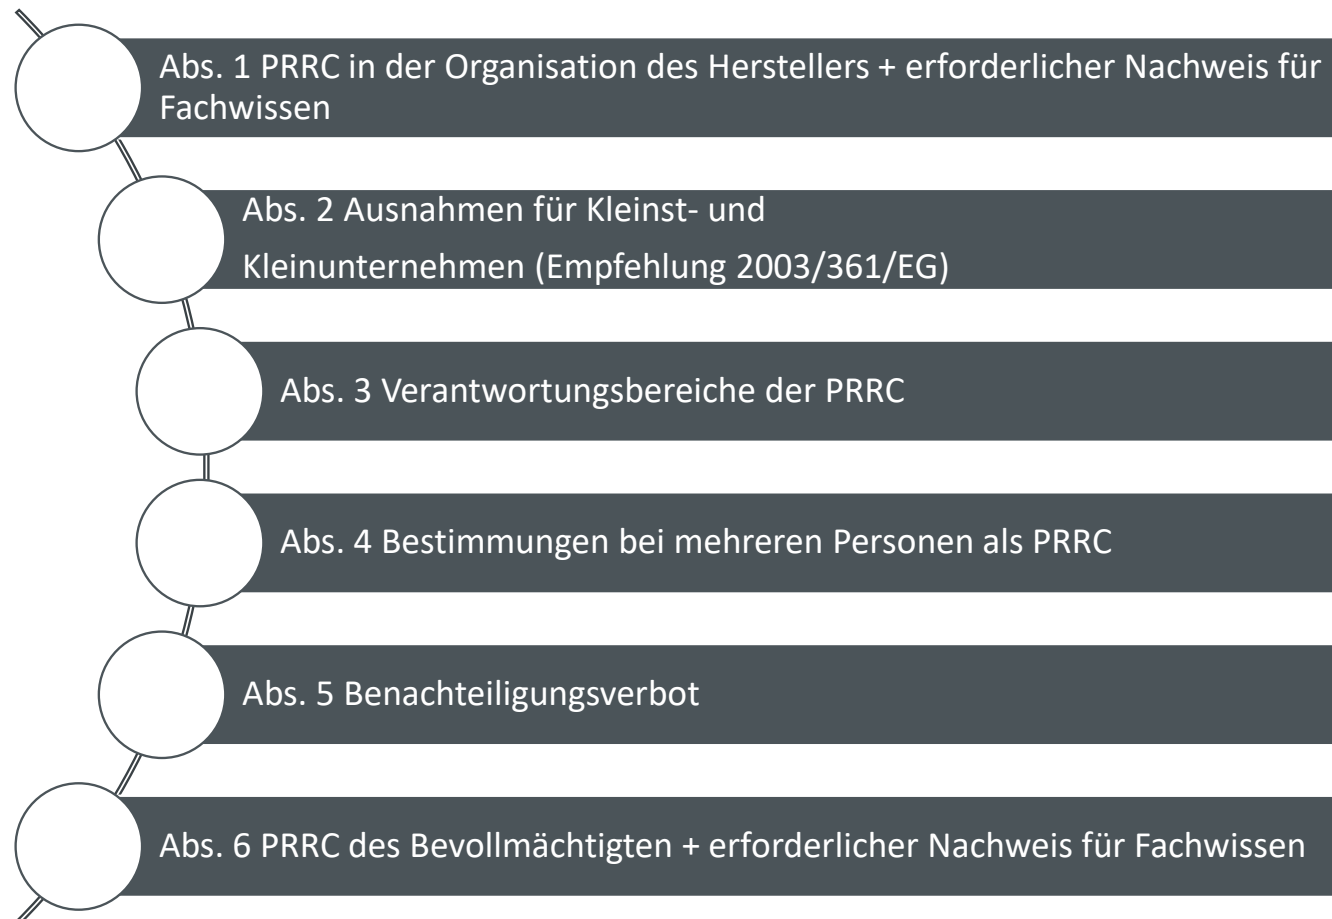 Abs. 1 PRRC in der Organisation des Herstellers + erforderlicher Nachweis für
Fachwissen
Abs. 2 Ausnahmen für Kleinst- und
Kleinunternehmen (Empfehlung 2003/361/EG)
Abs. 3 Verantwortungsbereiche der PRRC
Abs. 4 Bestimmungen bei mehreren Personen als PRRC
Abs. 5 Benachteiligungsverbot
Abs. 6 PRRC des Bevollmächtigten + erforderlicher Nachweis für Fachwissen